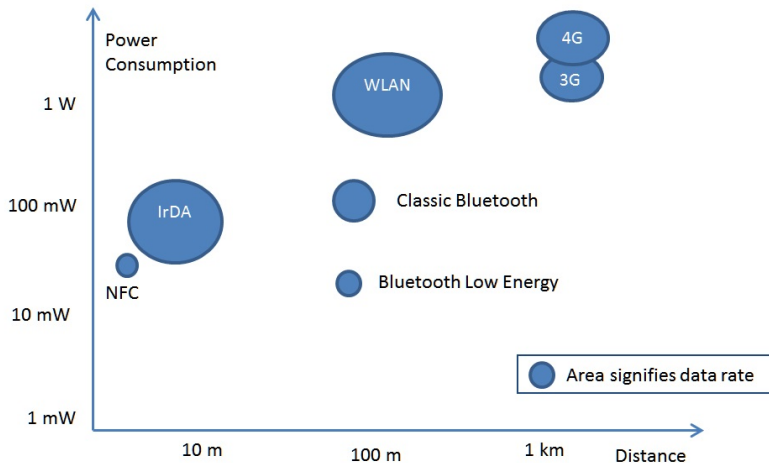 Power
Consumption
4G
3G
WLAN
1 W
100 mW
IrDA
Classic Bluetooth
NFC
Bluetooth Low Energy
10 mW
Area signifies data rate
1 mW
10 m
100 m
1 km
Distance